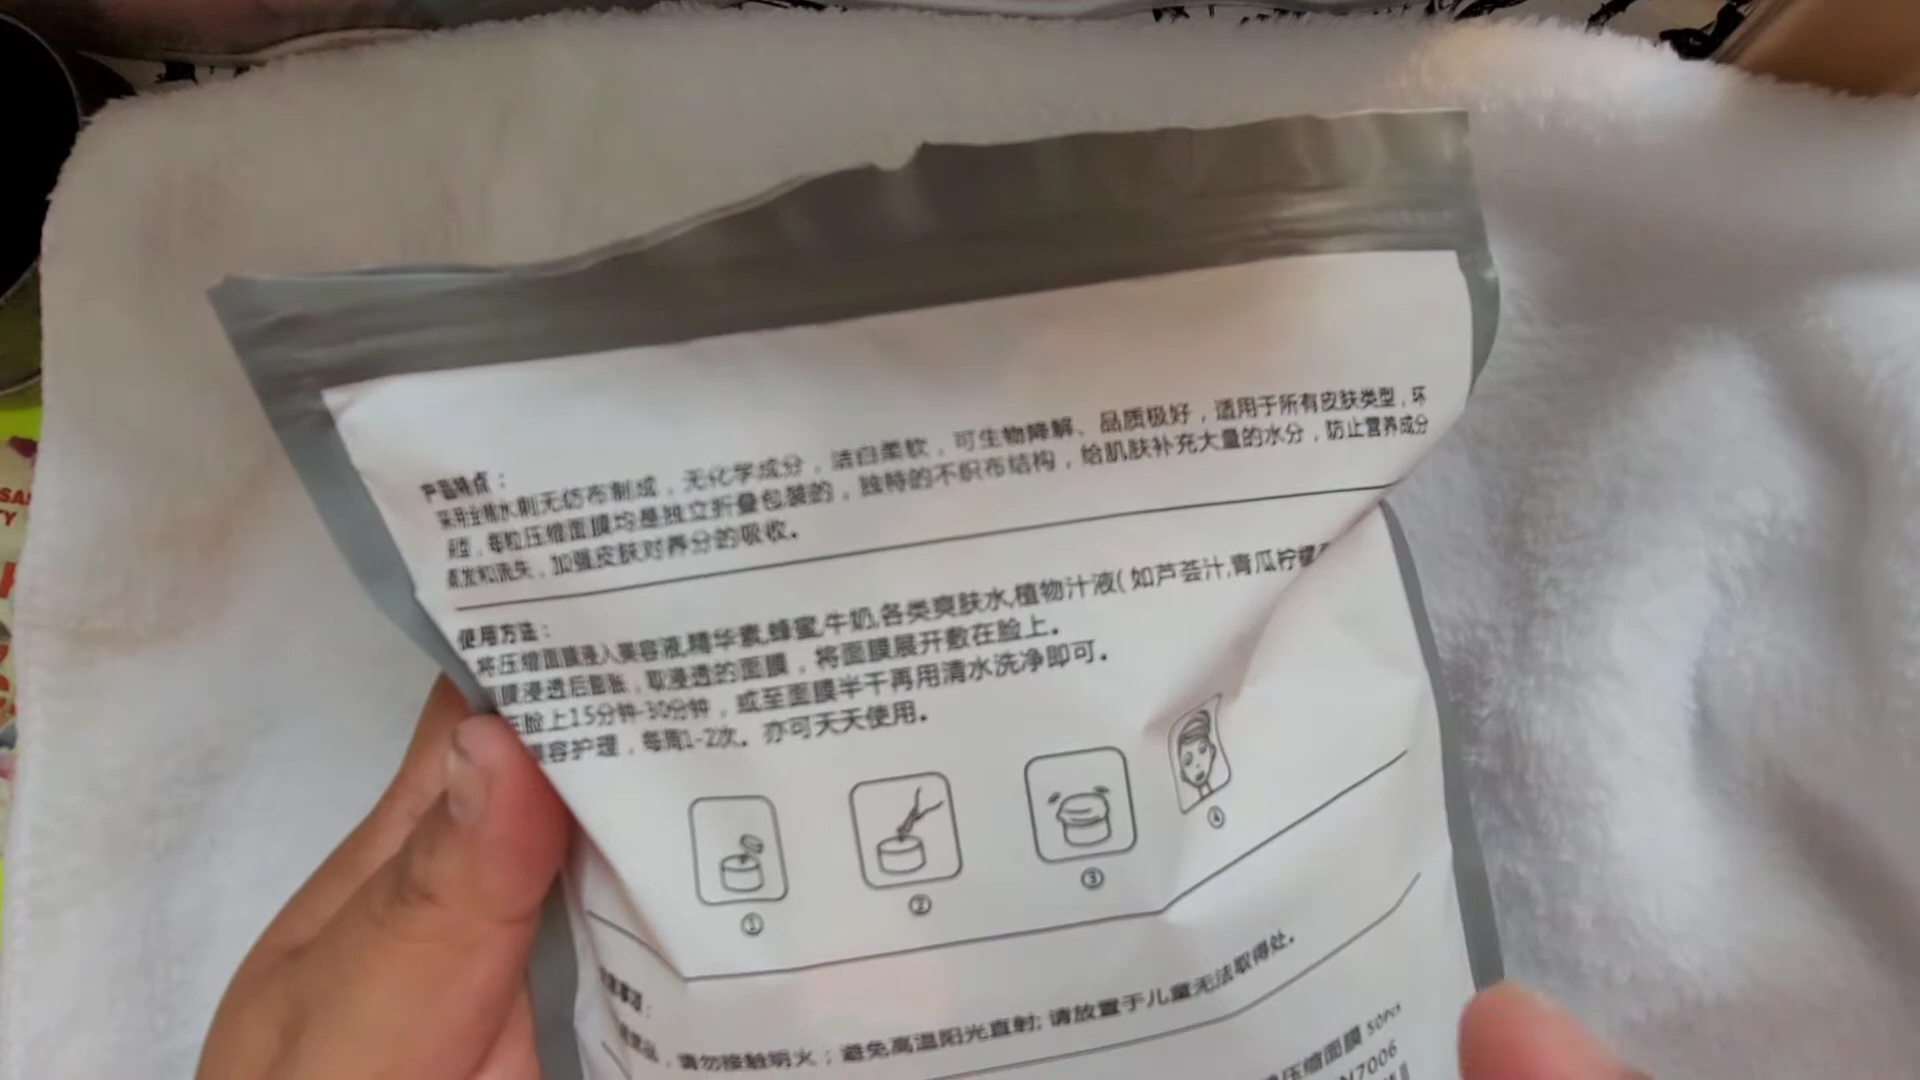 产品特点：
采用全棉水刺无纺布制成，无化学成分，洁白柔软，可生物降解、品质极好，适用于所有皮肤类型，环
保型，每粒压缩面膜均是独立折叠包装的，独特的不织布结构，给肌肤补充大量的水分，防止营养成分
蒸发和流失，加强皮肤对养分的吸收。
使用方法：
将压缩面膜浸入美容液,精华素,蜂蜜,牛奶,各类爽肤水,植物汁液(如芦荟汁,青瓜柠檬
膜浸透后膨胀，取浸透的面膜，将面膜展开敷在脸上。
在脸上15分钟-30分钟，或至面膜半干再用清水洗净即可。
美容护理，每周1-2次。亦可天天使用。
① ② ③ ④
事项：
品，请勿接触明火；避免高温阳光直射; 请放置于儿童无法取得处。
压缩面膜 50Pcs
N7006